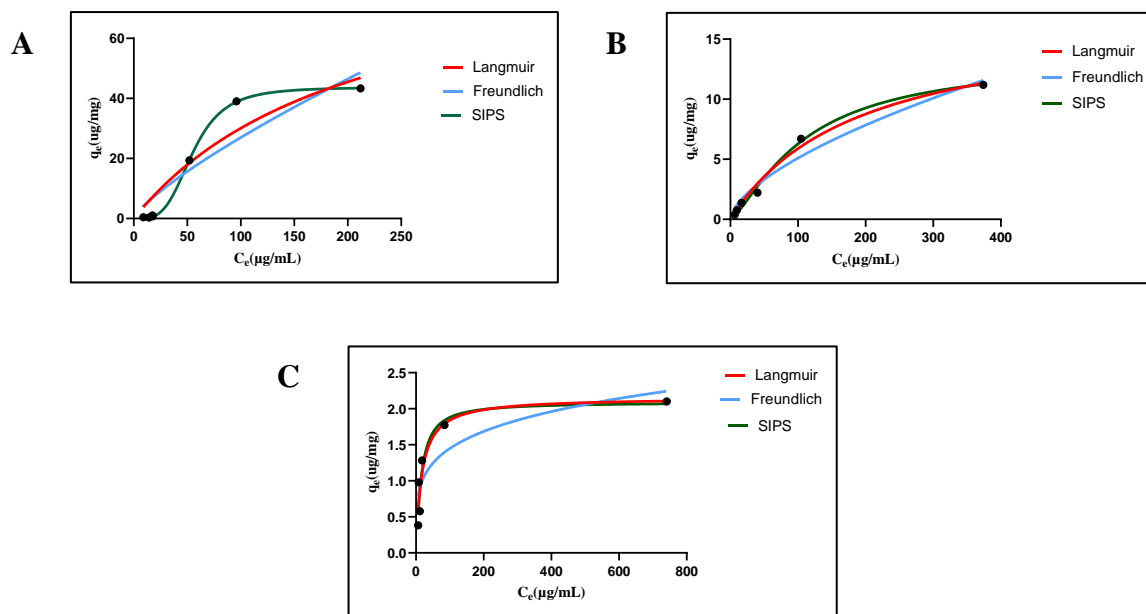 A
60
40
20
0
qₑ(ug/mg)
0 50 100 150 200 250
Cₑ(µg/mL)
Langmuir
Freindlich
SIPS
B
15
10
5
0
qₑ(ug/mg)
0 100 200 300 400
Cₑ(µg/mL)
Langmuir
Freundlich
SIPS
C
2.5
2.0
1.5
1.0
0.5
0.0
qₑ(ug/mg)
0 200 400 600 800
Cₑ(µg/mL)
Langmuir
Freundlich
SIPS